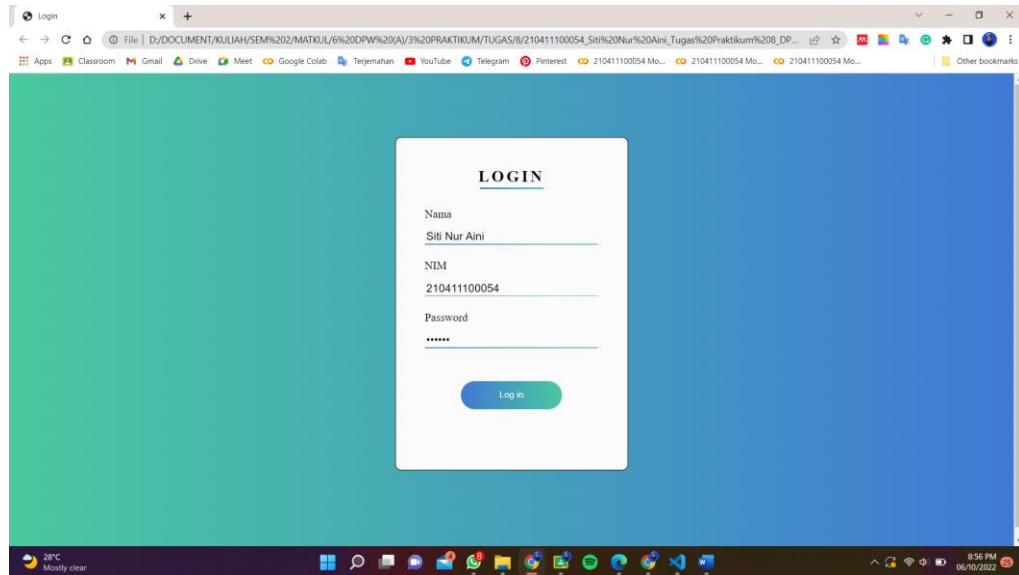 Login
File | D:/DOCUMENT/KULIAH/SEM%202/MATKUL/6%20DPW%20(A)/3%20PRAKTIKUM/TUGAS/8/210411100054_Siti%20Nur%20Aini_Tugas%20Praktikum%208_DP...
Apps Classroom Gmail Drive Meet Google Colab Terjemahan YouTube Telegram Pinterest 210411100054 Mo... 210411100054 Mo... 210411100054 Mo... Other bookmarks
LOGIN
Nama
Siti Nur Aini
NIM
210411100054
Password
••••••
Log in
28°C
Mostly clear
8:56 PM
06/10/2022